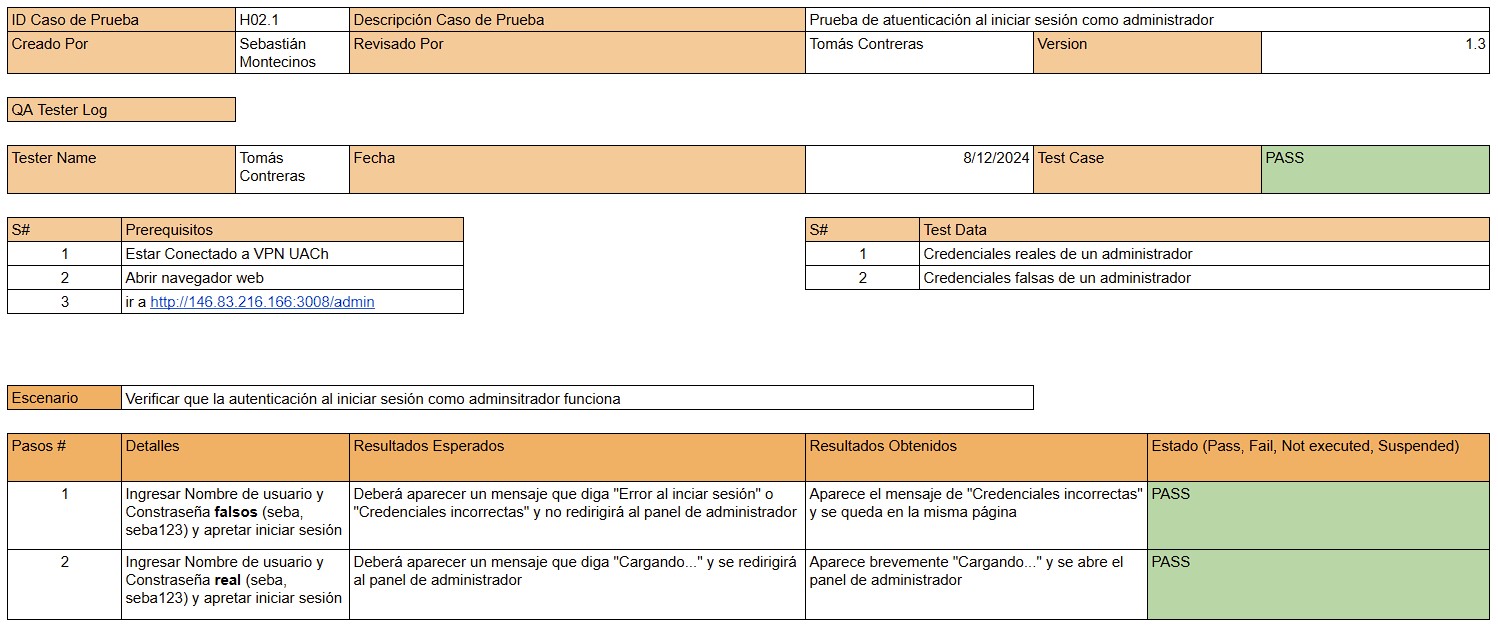 ID Caso de Prueba H02.1 Descripción Caso de Prueba Prueba de atuenticación al iniciar sesión como administrador
Creado Por Sebastián Revisado Por Tomás Contreras Version 1.3
Montecinos
QA Tester Log
Tester Name Tomás Fecha 8/12/2024 Test Case PASS
Contreras
S# Prerequisitos
1 Estar Conectado a VPN UACh
2 Abrir navegador web
3 ir a http://146.83.216.166:3008/admin
S# Test Data
1 Credenciales reales de un administrador
2 Credenciales falsas de un administrador
Escenario Verificar que la autenticación al iniciar sesión como adminsitrador funciona
Pasos # Detalles Resultados Esperados Resultados Obtenidos Estado (Pass, Fail, Not executed, Suspended)
1 Ingresar Nombre de usuario y Deberá aparecer un mensaje que diga "Error al inciar sesión" o Aparece el mensaje de "Credenciales incorrectas" PASS
Constraseña falsos (seba, "Credenciales incorrectas" y no redirigirá al panel de administrador y se queda en la misma página
seba123) y apretar iniciar sesión
2 Ingresar Nombre de usuario y Deberá aparecer un mensaje que diga "Cargando..." y se redirigirá Aparece brevemente "Cargando..." y se abre el PASS
Constraseña real (seba, al panel de administrador panel de administrador
seba123) y apretar iniciar sesión